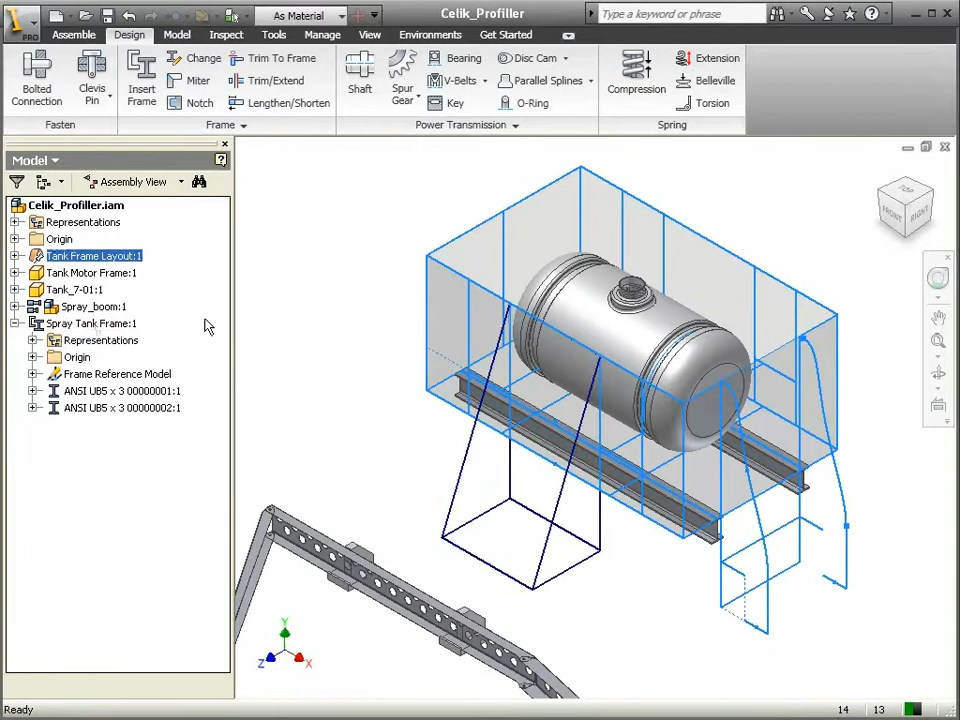 PRO
As Material
Celik_Profiller
Type a keyword or phrase
Assembly
Design
Model
Inspect
Tools
Manage
View
Environments
Get Started
Bolted
Connection
Clevis
Pin
Insert
Frame
Change
Miter
Notch
Trim To Frame
Trim/Extend
Lengthen/Shorten
Shaft
Spur
Gear
Bearing
V-Belts
Key
Disc Cam
Parallel Splines
O-Ring
Compression
Extension
Belleville
Torsion
Fasten
Frame
Power Transmission
Spring
Model
Assembly View
Celik_Profiller.iam
Representations
Origin
Tank Frame Layout:1
Tank Motor Frame:1
Tank_7-01:1
Spray_boom:1
Spray Tank Frame:1
Representations
Origin
Frame Reference Model
ANSI UB5 x 3 00000001:1
ANSI UB5 x 3 00000002:1
TOP
FRONT
RIGHT
Y
Z
X
Ready
14
13